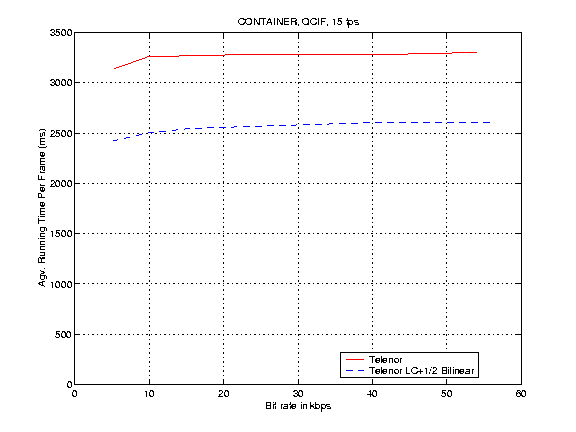 CONTAINER, QCIF, 15 fps
3500
3000
2500
2000
1500
1000
500
0
Agv. Running Time Per Frame (ms)
Telenor
Telenor LC+1/2 Bilinear
0 10 20 30 40 50 60
Bit rate in kbps